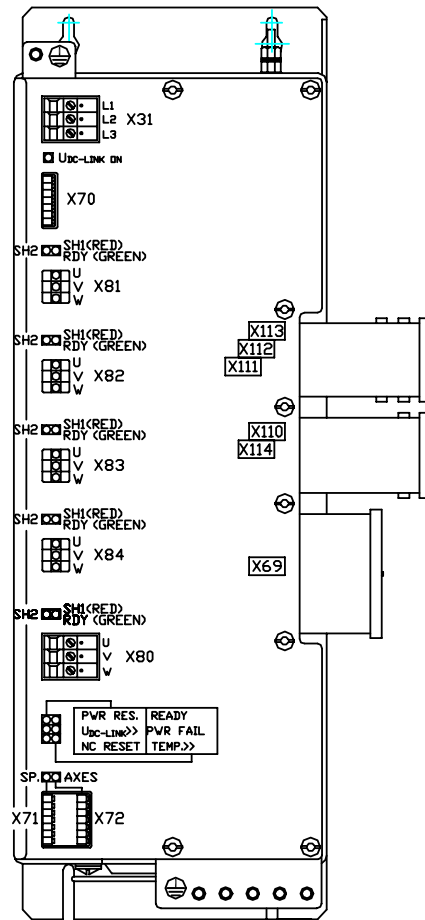 L1
L2 X31
L3
UDC-LINK ON
X70
SH2 SH1(RED)
RDY (GREEN)
U
V X81
W
X113
SH2 SH1(RED)
RDY (GREEN)
X112
X111
U
V X82
W
SH2 SH1(RED)
RDY (GREEN)
X110
X114
U
V X83
W
SH2 SH1(RED)
RDY (GREEN)
U
V X84
W
X69
SH2 SH1(RED)
RDY (GREEN)
U
V X80
W
PWR RES. READY
UDC-LINK>> PWR FAIL
NC RESET TEMP.>>
SP. AXES
X71 X72